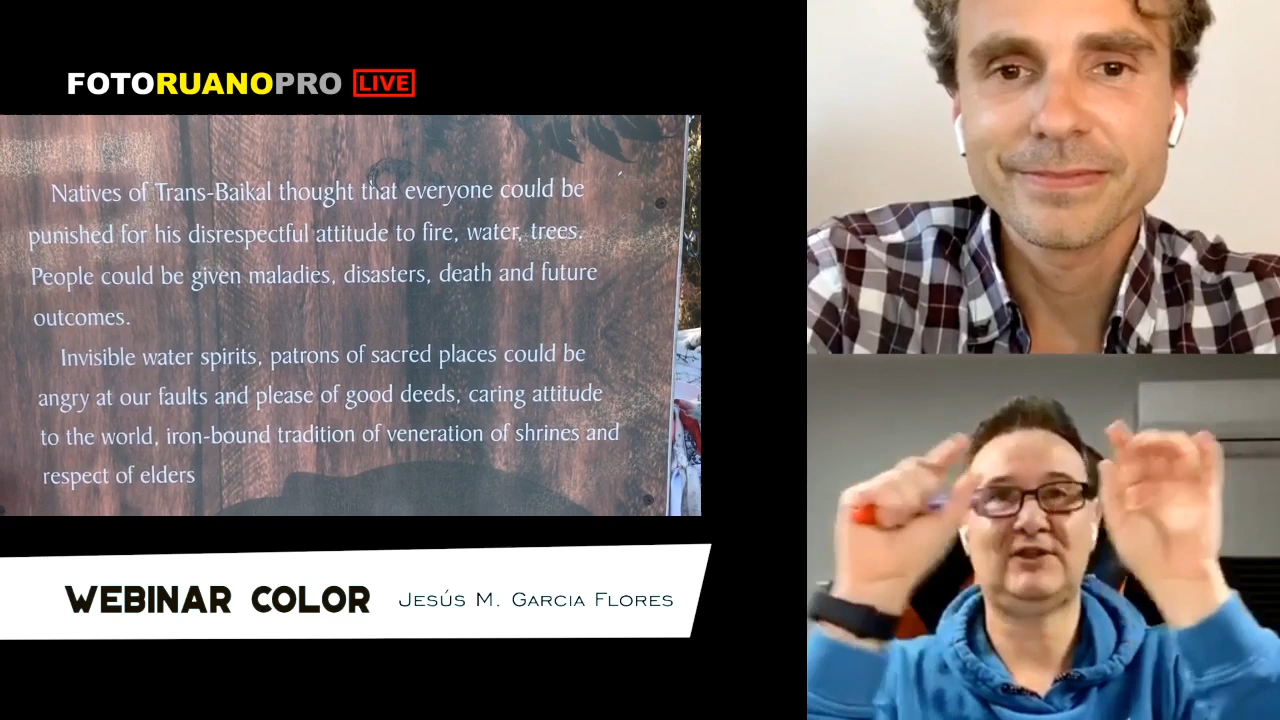 FOTORUANOPRO LIVE
Natives of Trans-Baikal thought that everyone could be
punished for his disrespectful attitude to fire, water, trees.
People could be given maladies, disasters, death and future
outcomes.
Invisible water spirits, patrons of sacred places could be
angry at our faults and please of good deeds, caring attitude
to the world, iron-bound tradition of veneration of shrines and
respect of elders
WEBINAR COLOR JESÚS M. GARCIA FLORES